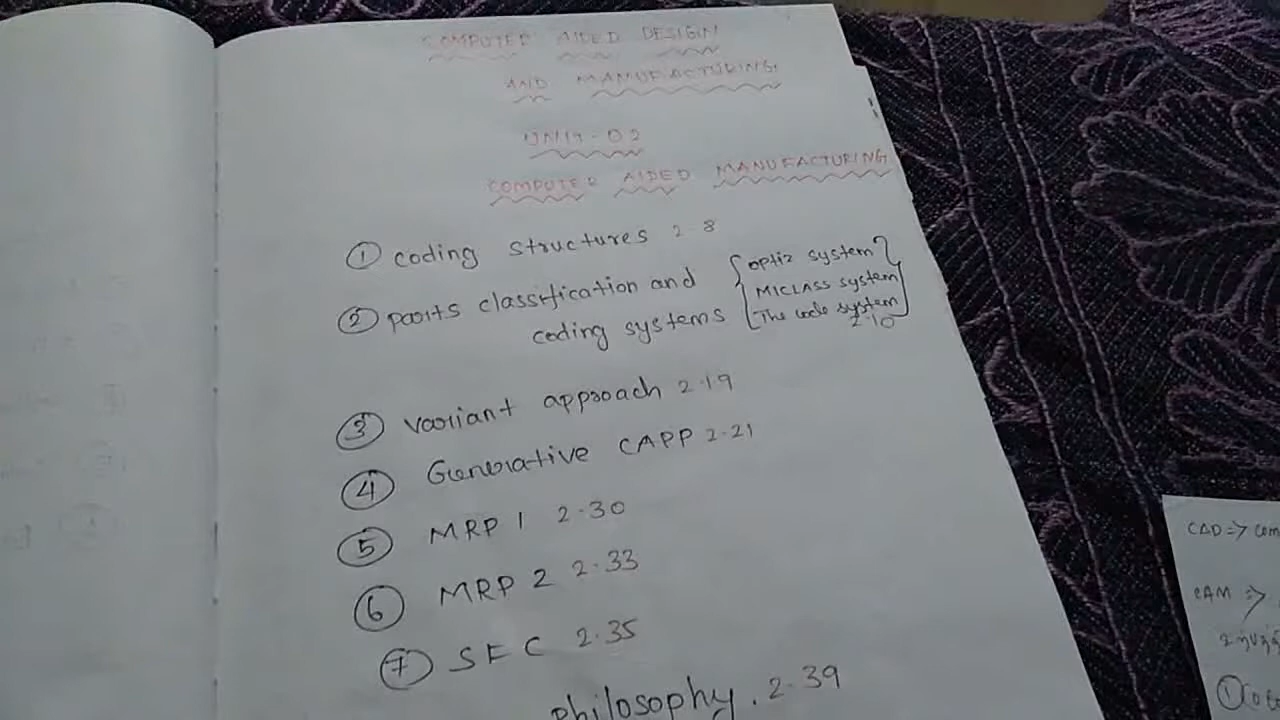 COMPUTER AIDED DESIGN
AND MANUFACTURING
UNIT-02
COMPUTER AIDED MANUFACTURING
① coding structures 2.8
② parts classification and
coding systems
{optiz system}
MICLASS system
The code system
2.10
③ variant approach 2.19
④ Generative CAPP 2.21
⑤ MRP 1 2.30
⑥ MRP 2 2.33
⑦ SFC 2.35
philosophy. 2.39
CAD => com
CAM =>